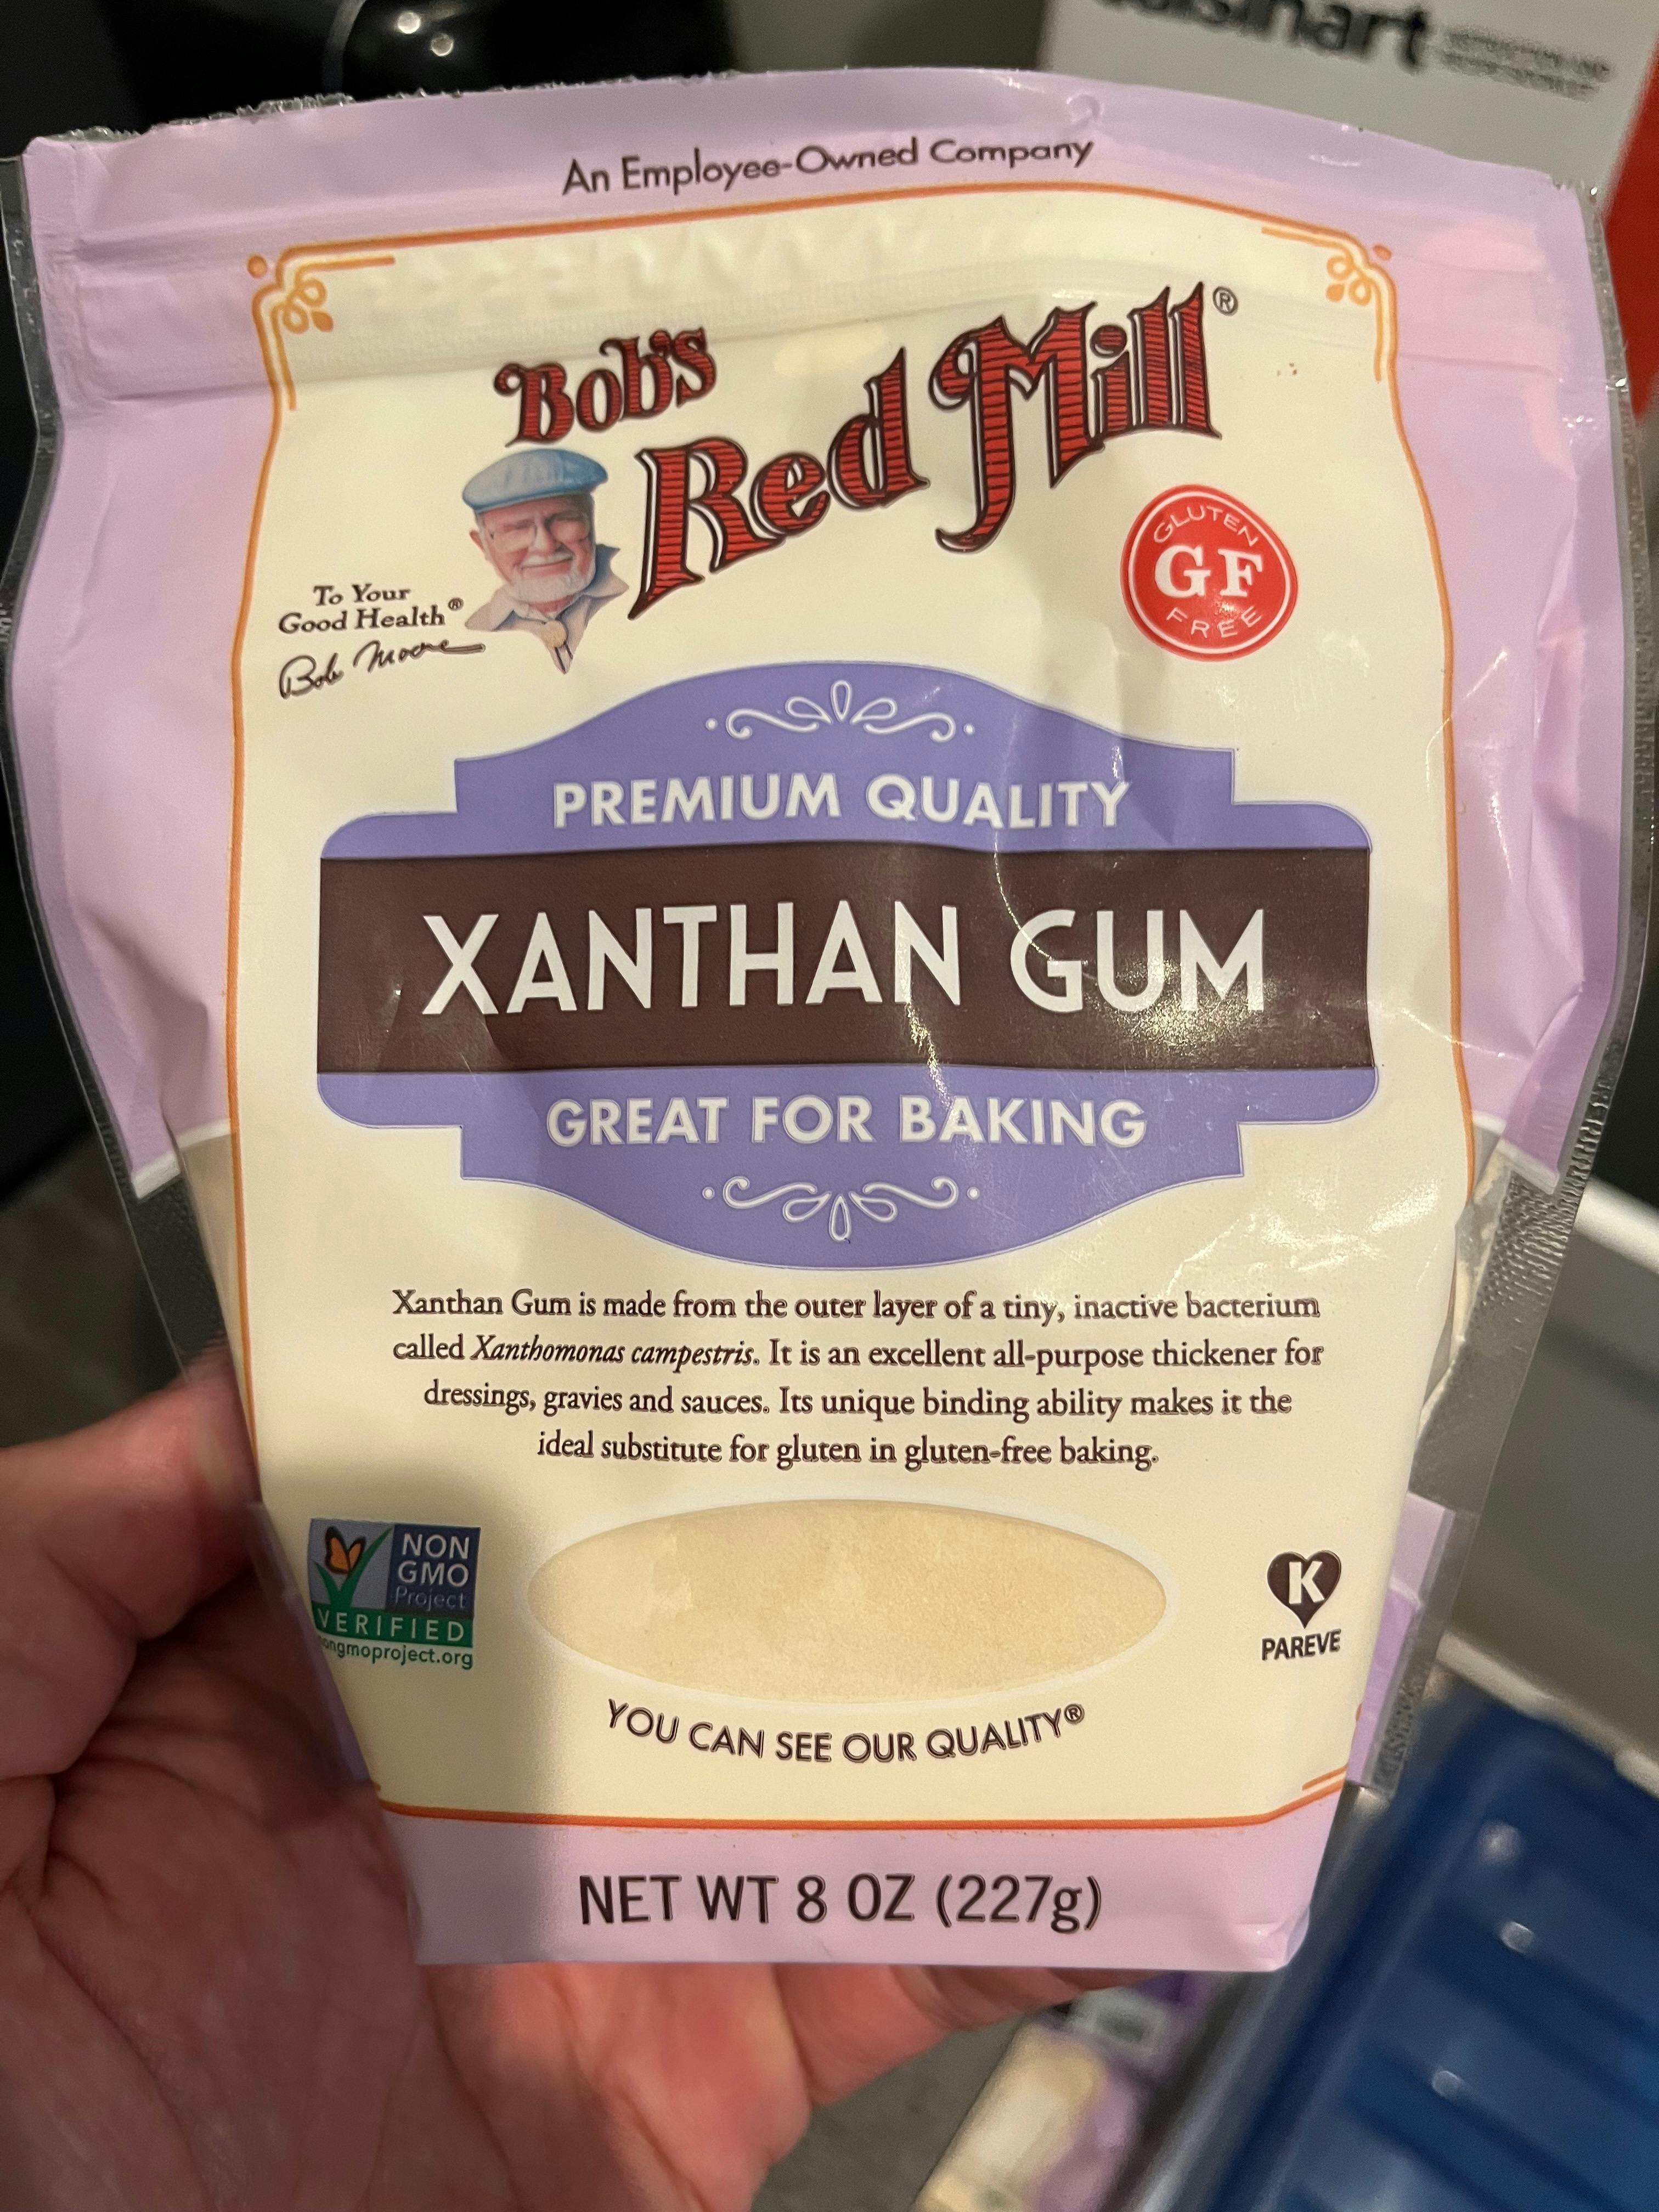 An Employee-Owned Company
Bob's
Red Mill®
To Your
Good Health®
Bob Moore
GLUTEN
GF
FREE
PREMIUM QUALITY
XANTHAN GUM
GREAT FOR BAKING
Xanthan Gum is made from the outer layer of a tiny, inactive bacterium
called Xanthomonas campestris. It is an excellent all-purpose thickener for
dressings, gravies and sauces. Its unique binding ability makes it the
ideal substitute for gluten in gluten-free baking.
NON
GMO
Project
VERIFIED
ongmoproject.org
K
PAREVE
YOU CAN SEE OUR QUALITY®
NET WT 8 OZ (227g)